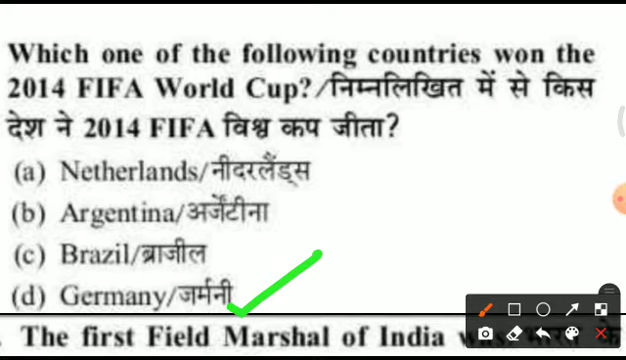 Which one of the following countries won the
2014 FIFA World Cup?/निम्नलिखित में से किस
देश ने 2014 FIFA विश्व कप जीता?
(a) Netherlands/नीदरलैंड्स
(b) Argentina/अर्जेंटीना
(c) Brazil/ब्राजील
(d) Germany/जर्मनी
The first Field Marshal of India